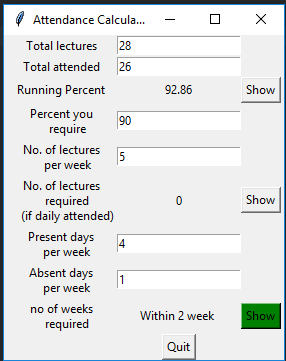 Attendance Calcula...
Total lectures 28
Total attended 26
Running Percent 92.86 Show
Percent you
require 90
No. of lectures
per week 5
No. of lectures
required 0 Show
(if daily attended)
Present days
per week 4
Absent days
per week 1
no of weeks
required Within 2 week Show
Quit